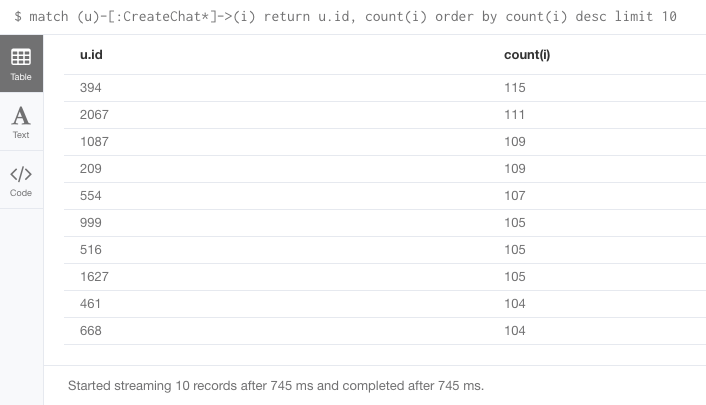 $ match (u)-[:CreateChat*]->(i) return u.id, count(i) order by count(i) desc limit 10
Table
A
Text
</>
Code
u.id count(i)
394 115
2067 111
1087 109
209 109
554 107
999 105
516 105
1627 105
461 104
668 104
Started streaming 10 records after 745 ms and completed after 745 ms.